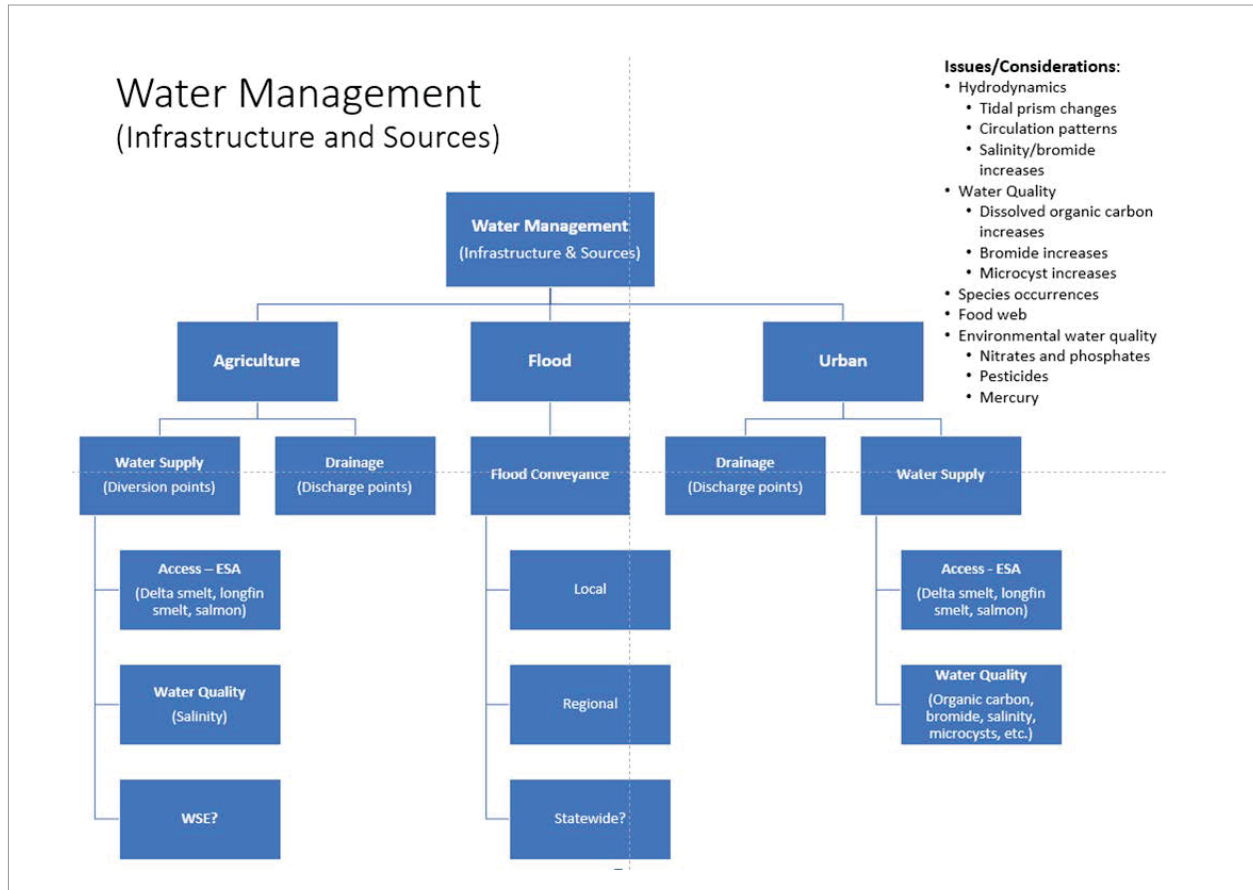 Water Management
(Infrastructure and Sources)
Issues/Considerations:
• Hydrodynamics
• Tidal prism changes
• Circulation patterns
• Salinity/bromide
increases
• Water Quality
• Dissolved organic carbon
increases
• Bromide increases
• Microcyst increases
• Species occurrences
• Food web
• Environmental water quality
• Nitrates and phosphates
• Pesticides
• Mercury
Water Management
(Infrastructure & Sources)
Agriculture
Flood
Urban
Water Supply
(Diversion points)
Drainage
(Discharge points)
Flood Conveyance
Drainage
(Discharge points)
Water Supply
Access – ESA
(Delta smelt, longfin
smelt, salmon)
Local
Access - ESA
(Delta smelt, longfin
smelt, salmon)
Water Quality
(Salinity)
Regional
Water Quality
(Organic carbon,
bromide, salinity,
microcysts, etc.)
WSE?
Statewide?